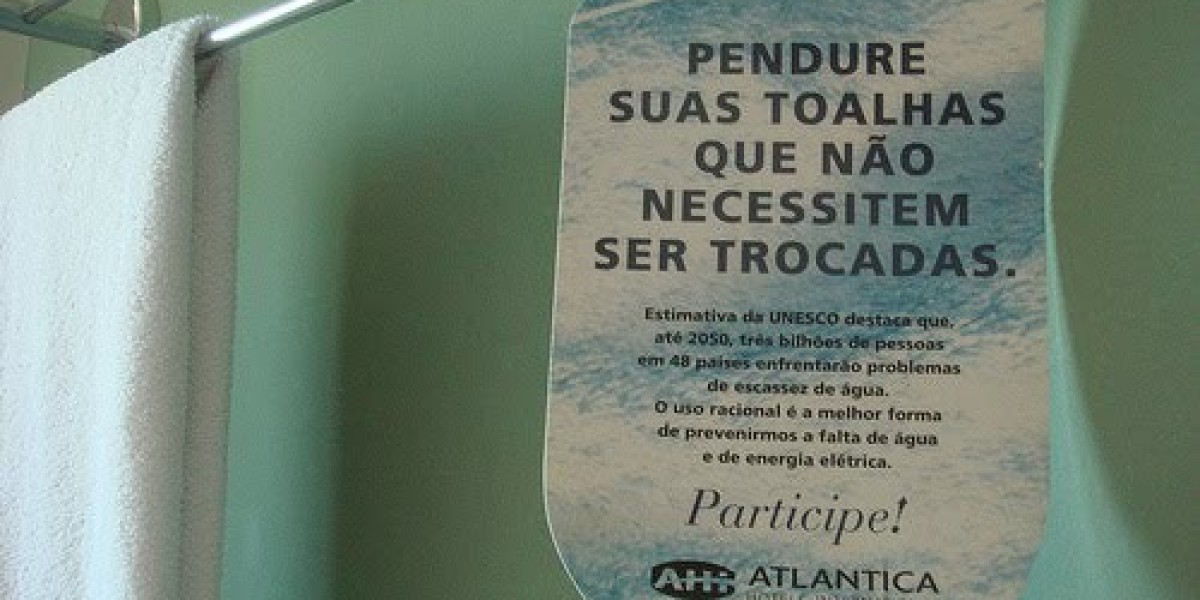 PENDURE
SUAS TOALHAS
QUE NÃO
NECESSITEM
SER TROCADAS.
Estimativa da UNESCO destaca que,
até 2050, três bilhões de pessoas
em 48 países enfrentarão problemas
de escassez de água.
O uso racional é a melhor forma
de prevenirmos a falta de água
e de energia elétrica.
Participe!
AHI ATLANTICA